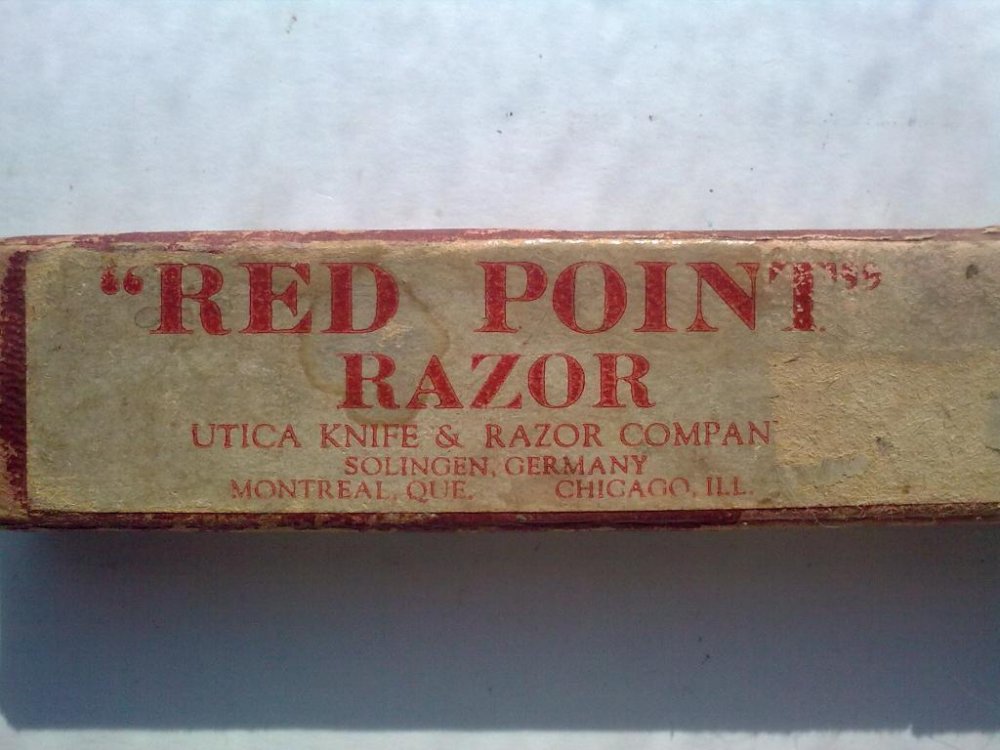 “RED POINT”
RAZOR
UTICA KNIFE & RAZOR COMPAN
SOLINGEN, GERMANY
MONTREAL, QUE. CHICAGO, ILL.